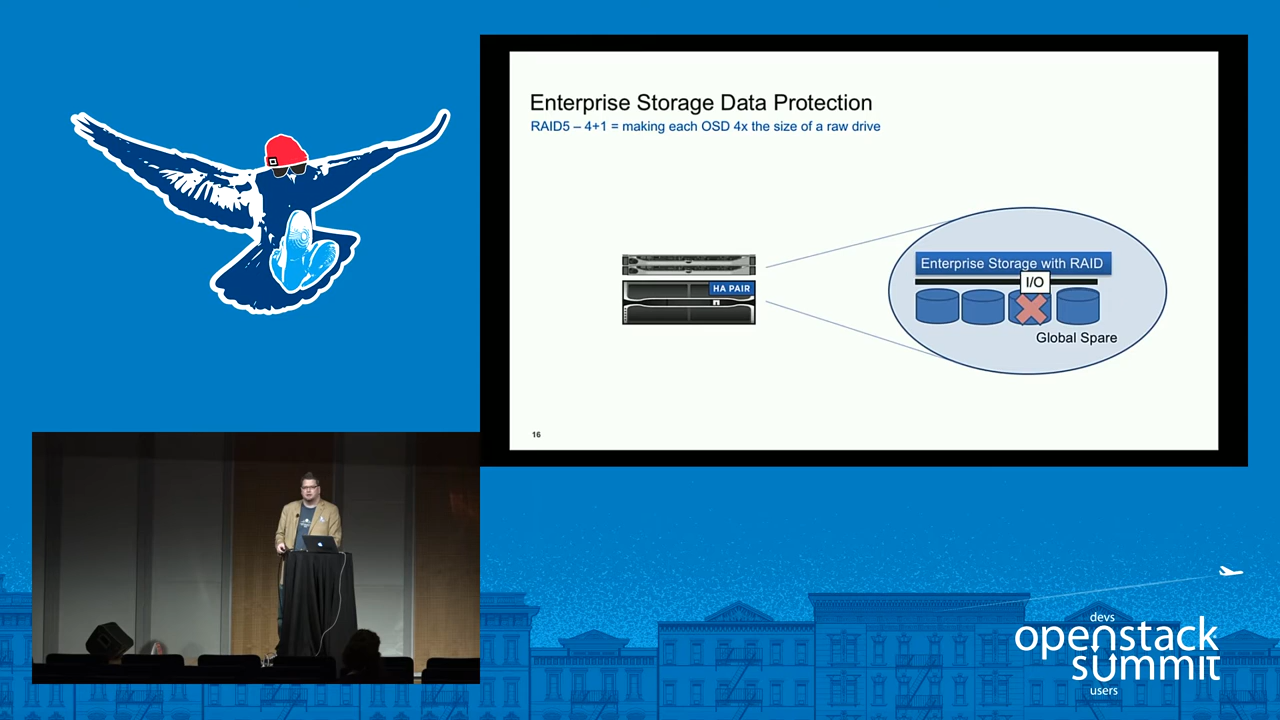 Enterprise Storage Data Protection
RAID5 – 4+1 = making each OSD 4x the size of a raw drive
HA PAIR
Enterprise Storage with RAID
I/O
Global Spare
16
devs
openstack
summit
users